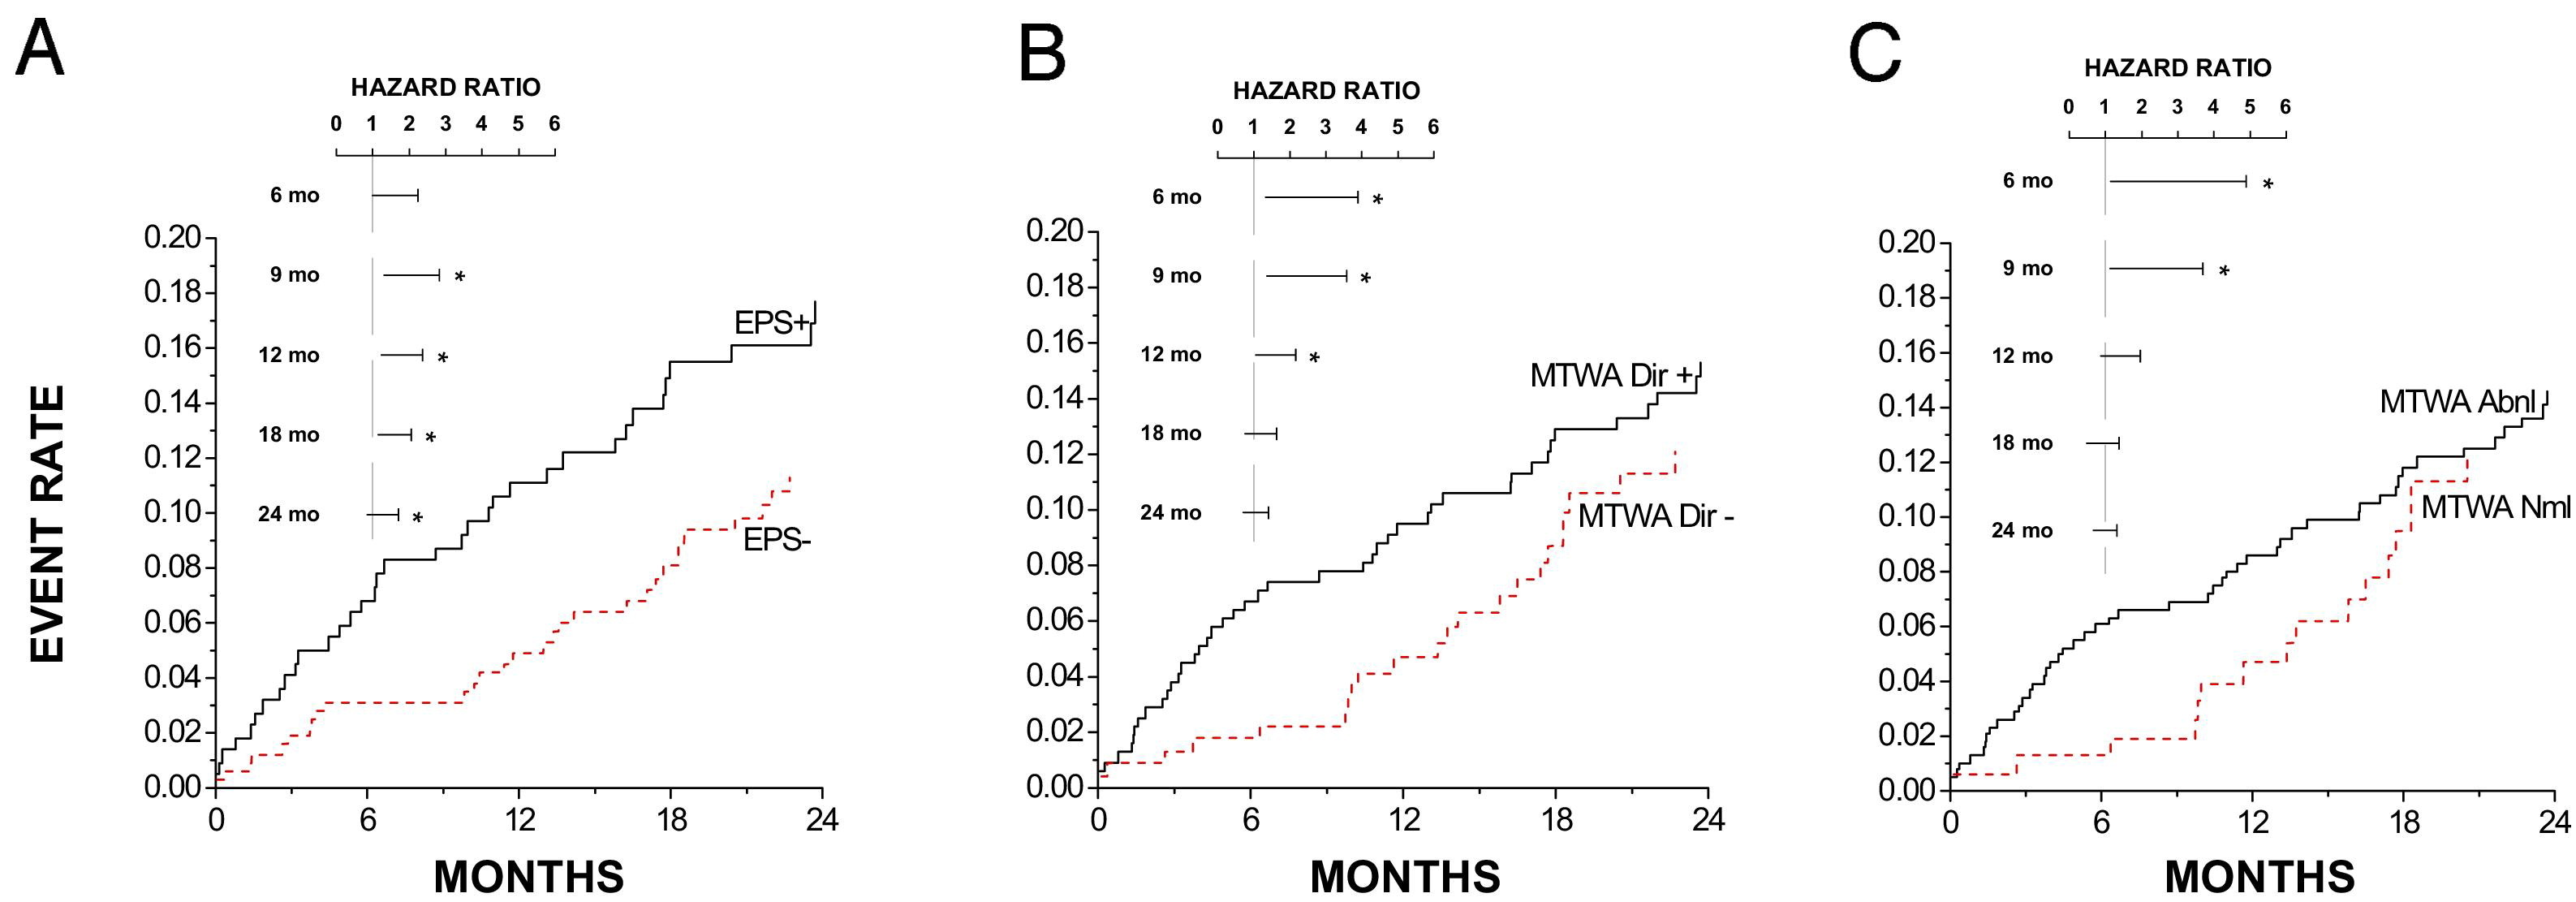 A
HAZARD RATIO
0 1 2 3 4 5 6
6 mo
9 mo *
12 mo *
18 mo *
24 mo *
0.20
0.18
0.16
0.14
0.12
0.10
0.08
0.06
0.04
0.02
0.00
EPS+
EPS-
0 6 12 18 24
EVENT RATE
MONTHS
B
HAZARD RATIO
0 1 2 3 4 5 6
6 mo *
9 mo *
12 mo *
18 mo
24 mo
0.20
0.18
0.16
0.14
0.12
0.10
0.08
0.06
0.04
0.02
0.00
MTWA Dir +
MTWA Dir -
0 6 12 18 24
MONTHS
C
HAZARD RATIO
0 1 2 3 4 5 6
6 mo *
9 mo *
12 mo
18 mo
24 mo
0.20
0.18
0.16
0.14
0.12
0.10
0.08
0.06
0.04
0.02
0.00
MTWA Abnl
MTWA Nml
0 6 12 18 24
MONTHS